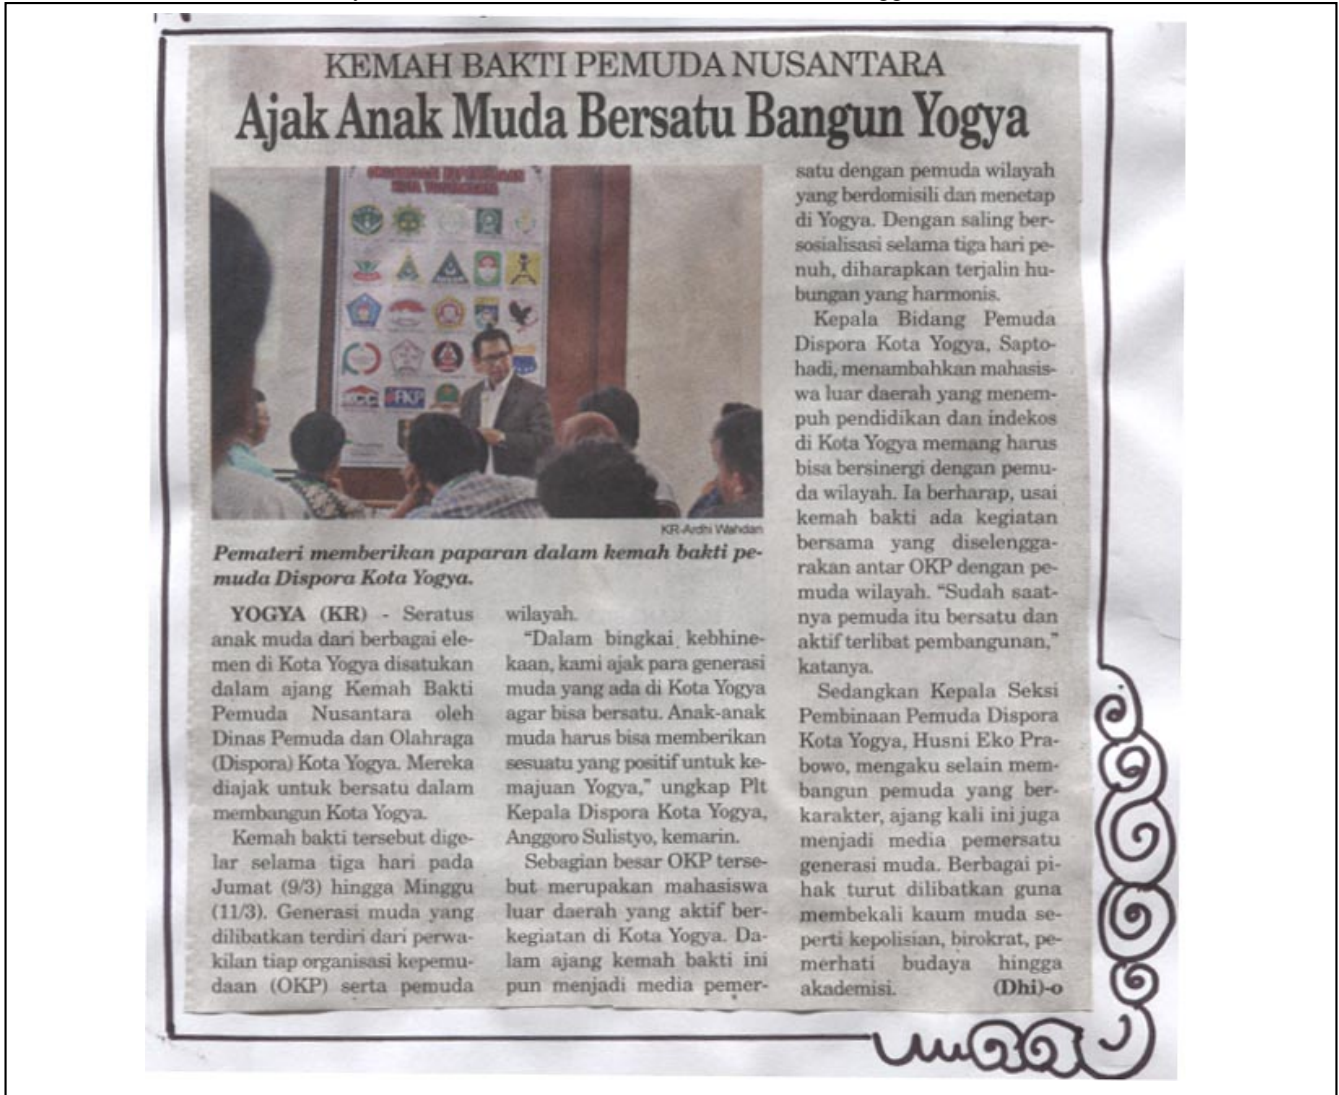 KEMAH BAKTI PEMUDA NUSANTARA
Ajak Anak Muda Bersatu Bangun Yogya
KOTA YOGYAKARTA
FKP
KR-Ardhi Wahdan
Pemateri memberikan paparan dalam kemah bakti pe-
muda Dispora Kota Yogya.
YOGYA (KR) - Seratus
anak muda dari berbagai ele-
men di Kota Yogya disatukan
dalam ajang Kemah Bakti
Pemuda Nusantara oleh
Dinas Pemuda dan Olahraga
(Dispora) Kota Yogya. Mereka
diajak untuk bersatu dalam
membangun Kota Yogya.
Kemah bakti tersebut dige-
lar selama tiga hari pada
Jumat (9/3) hingga Minggu
(11/3). Generasi muda yang
dilibatkan terdiri dari perwa-
kilan tiap organisasi kepemu-
daan (OKP) serta pemuda
wilayah.
"Dalam bingkai kebhine-
kaan, kami ajak para generasi
muda yang ada di Kota Yogya
agar bisa bersatu. Anak-anak
muda harus bisa memberikan
sesuatu yang positif untuk ke-
majuan Yogya," ungkap Plt
Kepala Dispora Kota Yogya,
Anggoro Sulistyo, kemarin.
Sebagian besar OKP terse-
but merupakan mahasiswa
luar daerah yang aktif ber-
kegiatan di Kota Yogya. Da-
lam ajang kemah bakti ini
pun menjadi media pemer-
satu dengan pemuda wilayah
yang berdomisili dan menetap
di Yogya. Dengan saling ber-
sosialisasi selama tiga hari pe-
nuh, diharapkan terjalin hu-
bungan yang harmonis.
Kepala Bidang Pemuda
Dispora Kota Yogya, Sapto-
hadi, menambahkan mahasis-
wa luar daerah yang menem-
puh pendidikan dan indekos
di Kota Yogya memang harus
bisa bersinergi dengan pemu-
da wilayah. Ia berharap, usai
kemah bakti ada kegiatan
bersama yang diselengga-
rakan antar OKP dengan pe-
muda wilayah. "Sudah saat-
nya pemuda itu bersatu dan
aktif terlibat pembangunan,"
katanya.
Sedangkan Kepala Seksi
Pembinaan Pemuda Dispora
Kota Yogya, Husni Eko Pra-
bowo, mengaku selain mem-
bangun pemuda yang ber-
karakter, ajang kali ini juga
menjadi media pemersatu
generasi muda. Berbagai pi-
hak turut dilibatkan guna
membekali kaum muda se-
perti kepolisian, birokrat, pe-
merhati budaya hingga
akademisi. (Dhi)-o